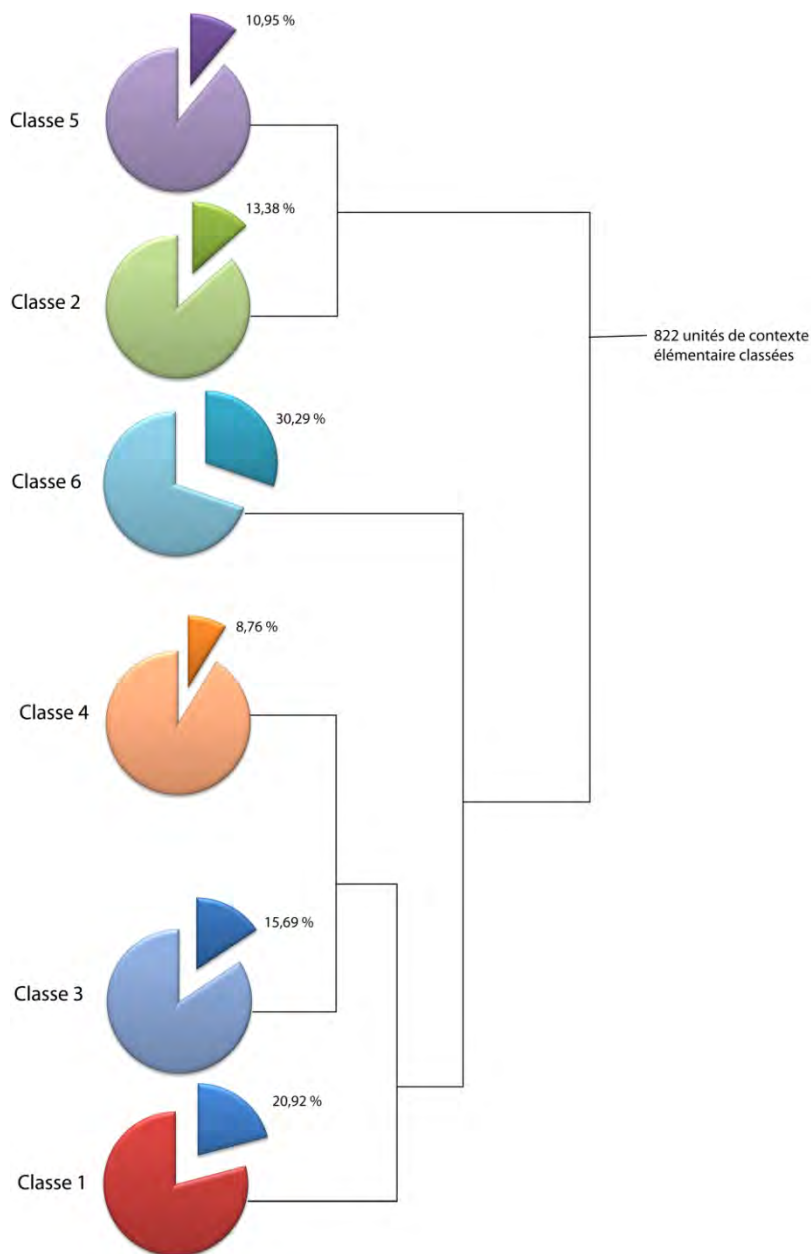 10,95 %
Classe 5
13,38 %
Classe 2
822 unités de contexte
élémentaire classées
30,29 %
Classe 6
8,76 %
Classe 4
15,69 %
Classe 3
20,92 %
Classe 1